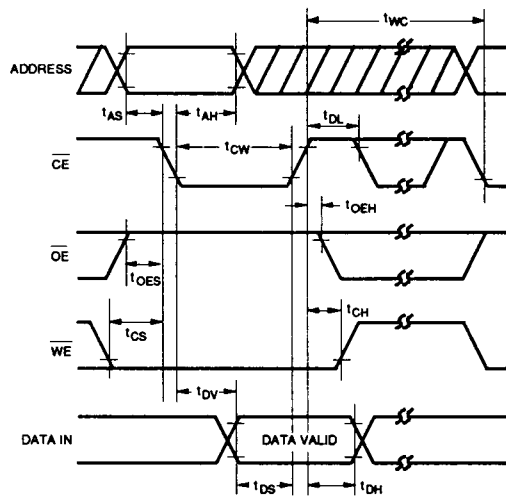 tWC
ADDRESS
tAS
tAH
tDL
tCW
CE
tOEH
OE
tOES
tCS
tCH
WE
tDV
DATA IN
DATA VALID
tDS
tDH